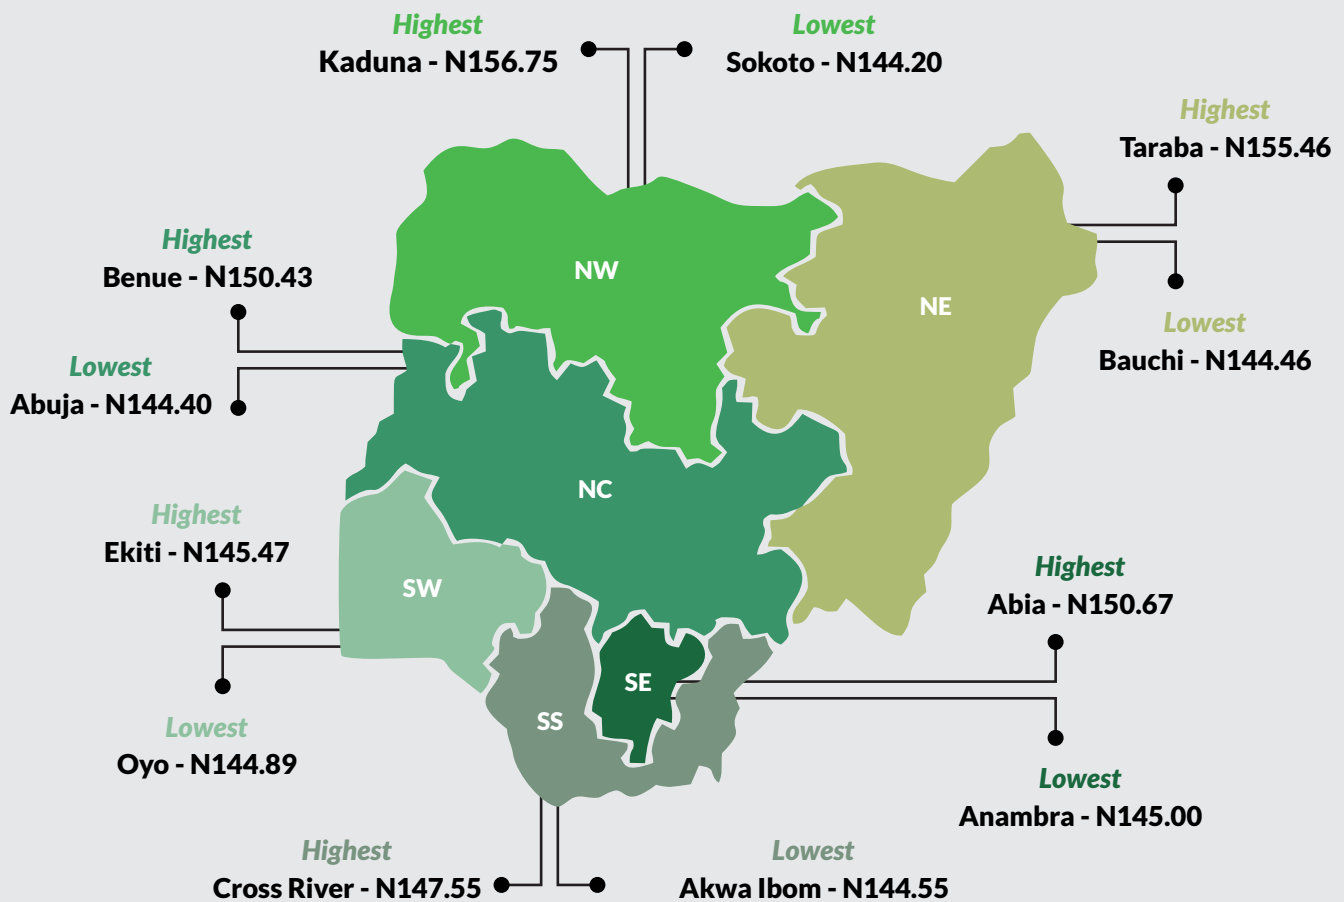 Highest
Kaduna - N156.75
Lowest
Sokoto - N144.20
Highest
Taraba - N155.46
Highest
Benue - N150.43
NW
NE
Lowest
Bauchi - N144.46
Lowest
Abuja - N144.40
NC
Highest
Ekiti - N145.47
SW
Highest
Abia - N150.67
SE
SS
Lowest
Oyo - N144.89
Lowest
Anambra - N145.00
Highest
Cross River - N147.55
Lowest
Akwa Ibom - N144.55